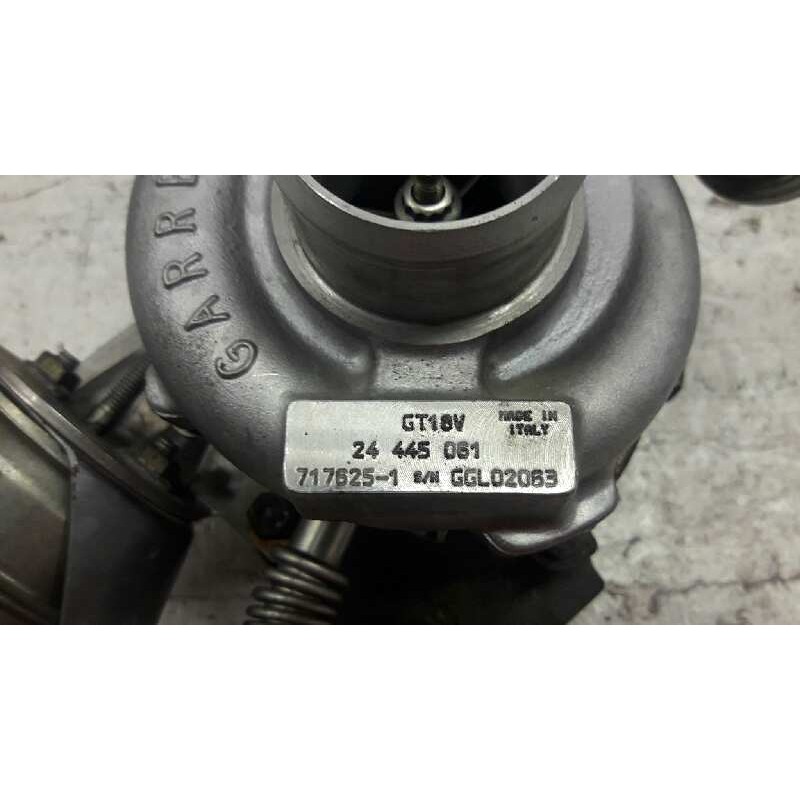 GARRE
GT18V MADE IN
ITALY
24 445 061
717625-1 S/N GGL02063